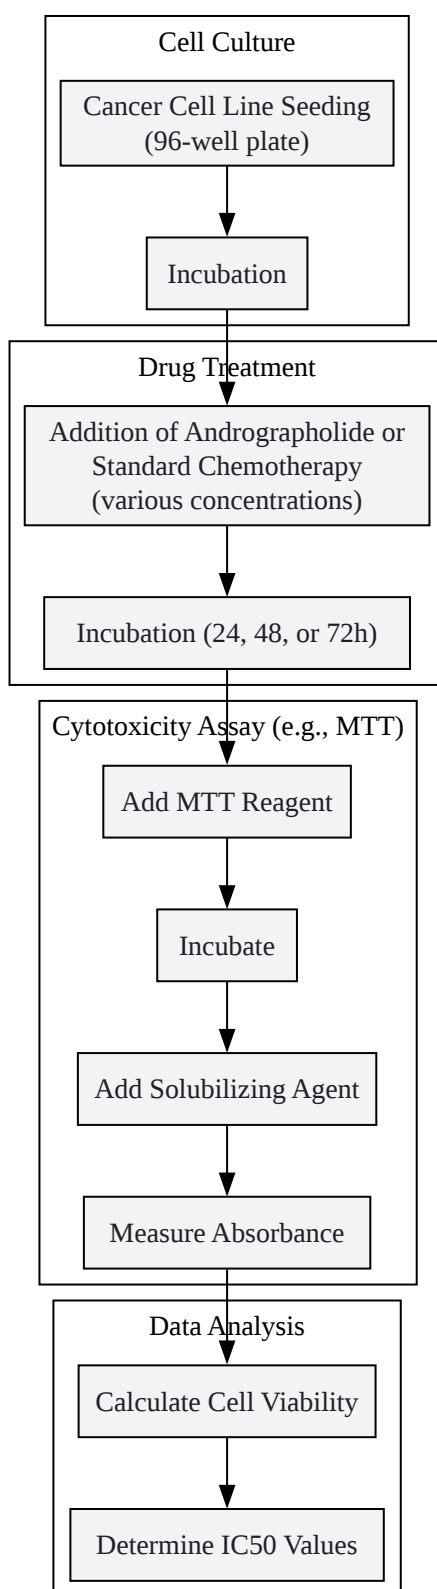 Cell Culture
Cancer Cell Line Seeding
(96-well plate)
Incubation
Drug Treatment
Addition of Andrographolide or
Standard Chemotherapy
(various concentrations)
Incubation (24, 48, or 72h)
Cytotoxicity Assay (e.g., MTT)
Add MTT Reagent
Incubate
Add Solubilizing Agent
Measure Absorbance
Data Analysis
Calculate Cell Viability
Determine IC50 Values